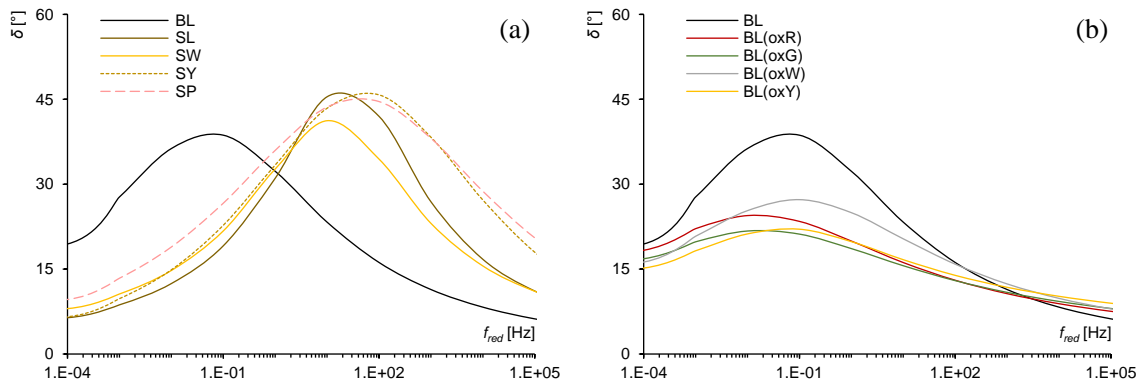 60
δ [°]
BL
SL
SW
SY
SP
(a)
45
30
15
f_red [Hz]
0
1.E-04
1.E-01
1.E+02
1.E+05
60
δ [°]
BL
BL(oxR)
BL(oxG)
BL(oxW)
BL(oxY)
(b)
45
30
15
f_red [Hz]
0
1.E-04
1.E-01
1.E+02
1.E+05